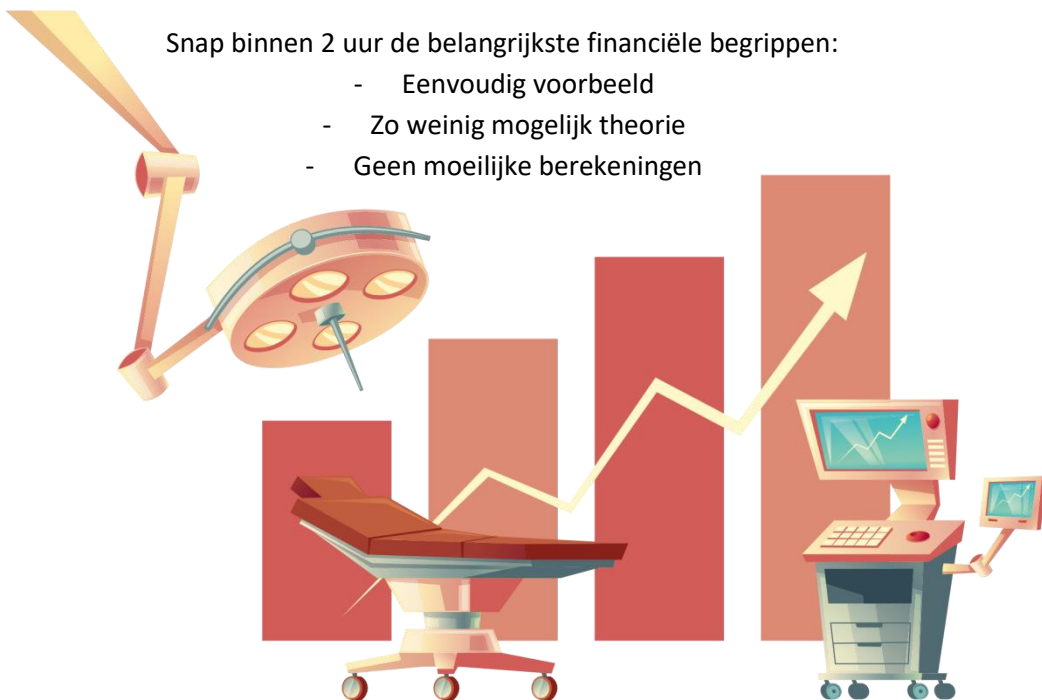 Snap binnen 2 uur de belangrijkste financiële begrippen:
- Eenvoudig voorbeeld
- Zo weinig mogelijk theorie
- Geen moeilijke berekeningen